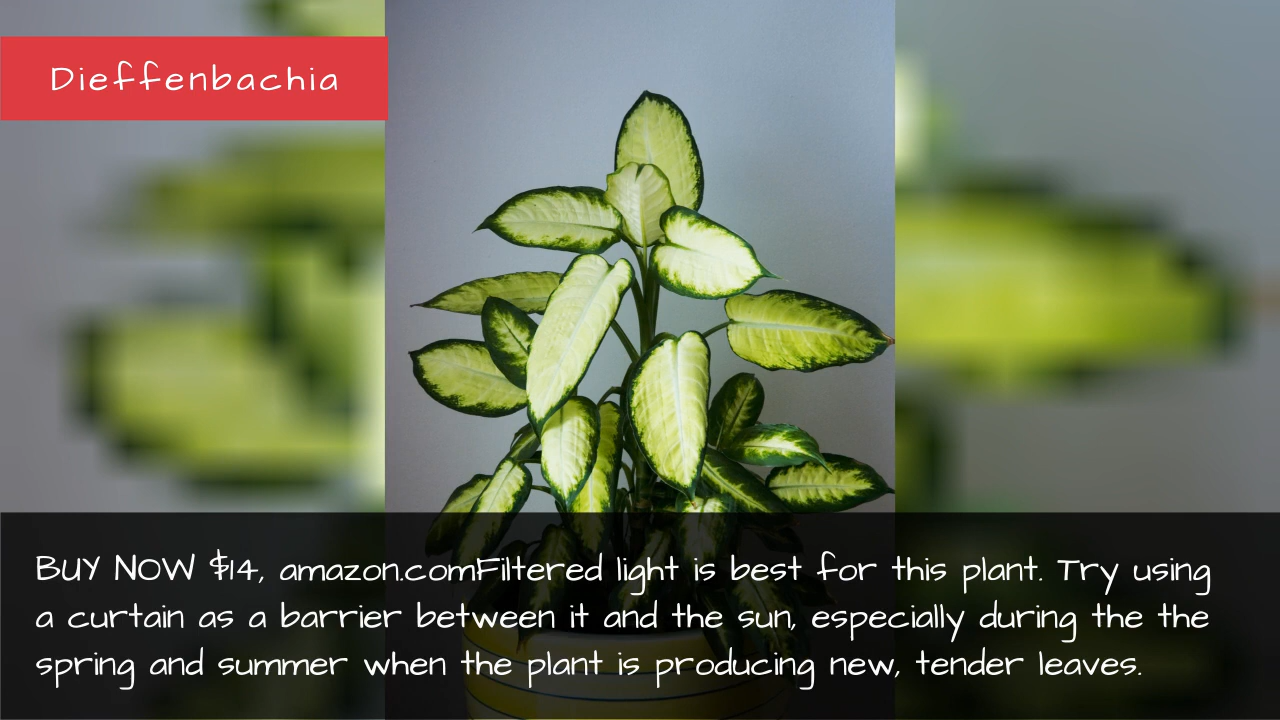 Dieffenbachia
BUY NOW $14, amazon.comFiltered light is best for this plant. Try using
a curtain as a barrier between it and the sun, especially during the the
spring and summer when the plant is producing new, tender leaves.